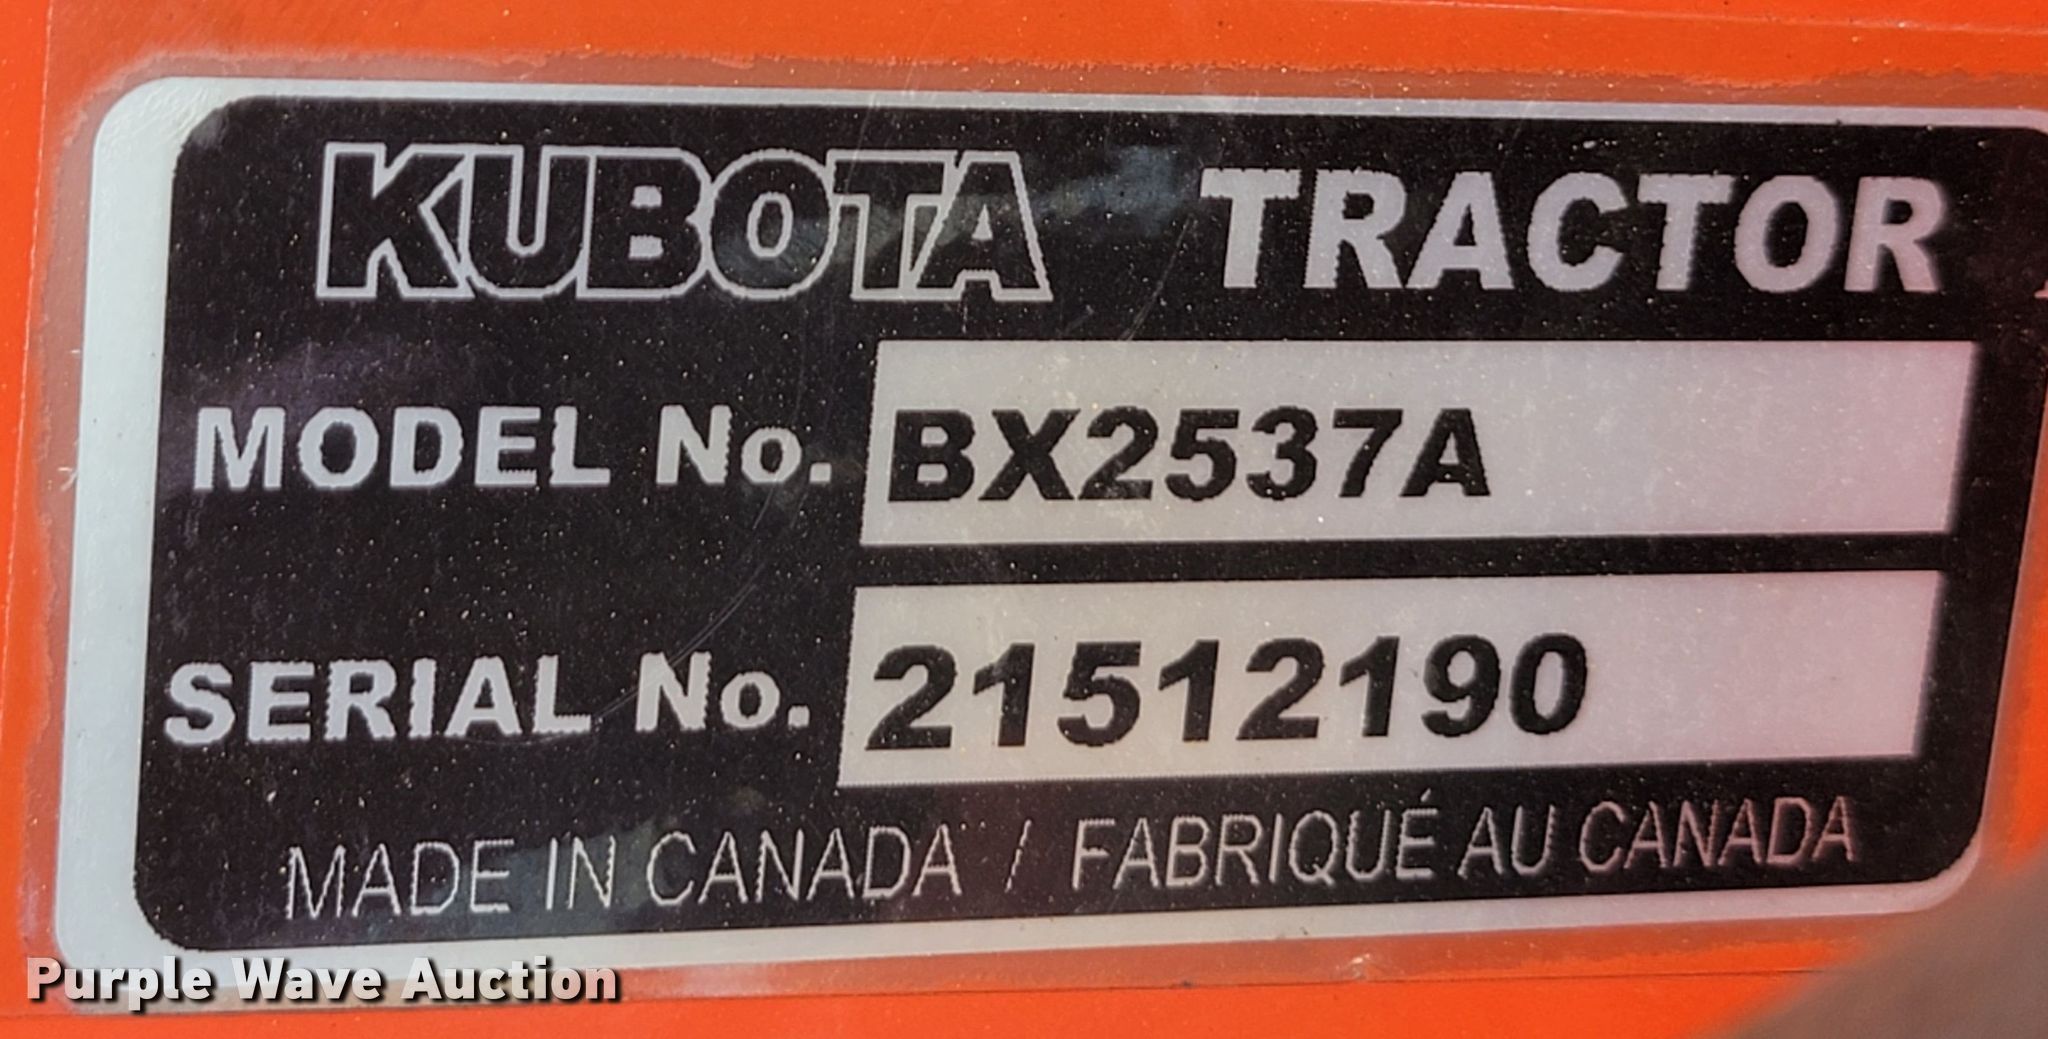 KUBOTA TRACTOR
MODEL No. BX2537A
SERIAL No. 21512190
MADE IN CANADA / FABRIQUÉ AU CANADA
Purple Wave Auction